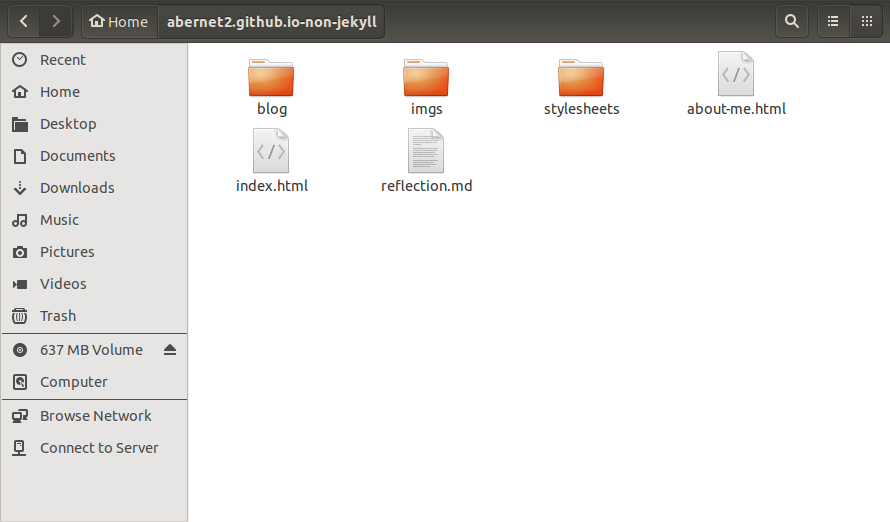 Home abernet2.github.io-non-jekyll
Recent
Home
Desktop
Documents
Downloads
Music
Pictures
Videos
Trash
637 MB Volume
Computer
Browse Network
Connect to Server
blog imgs stylesheets about-me.html
index.html reflection.md